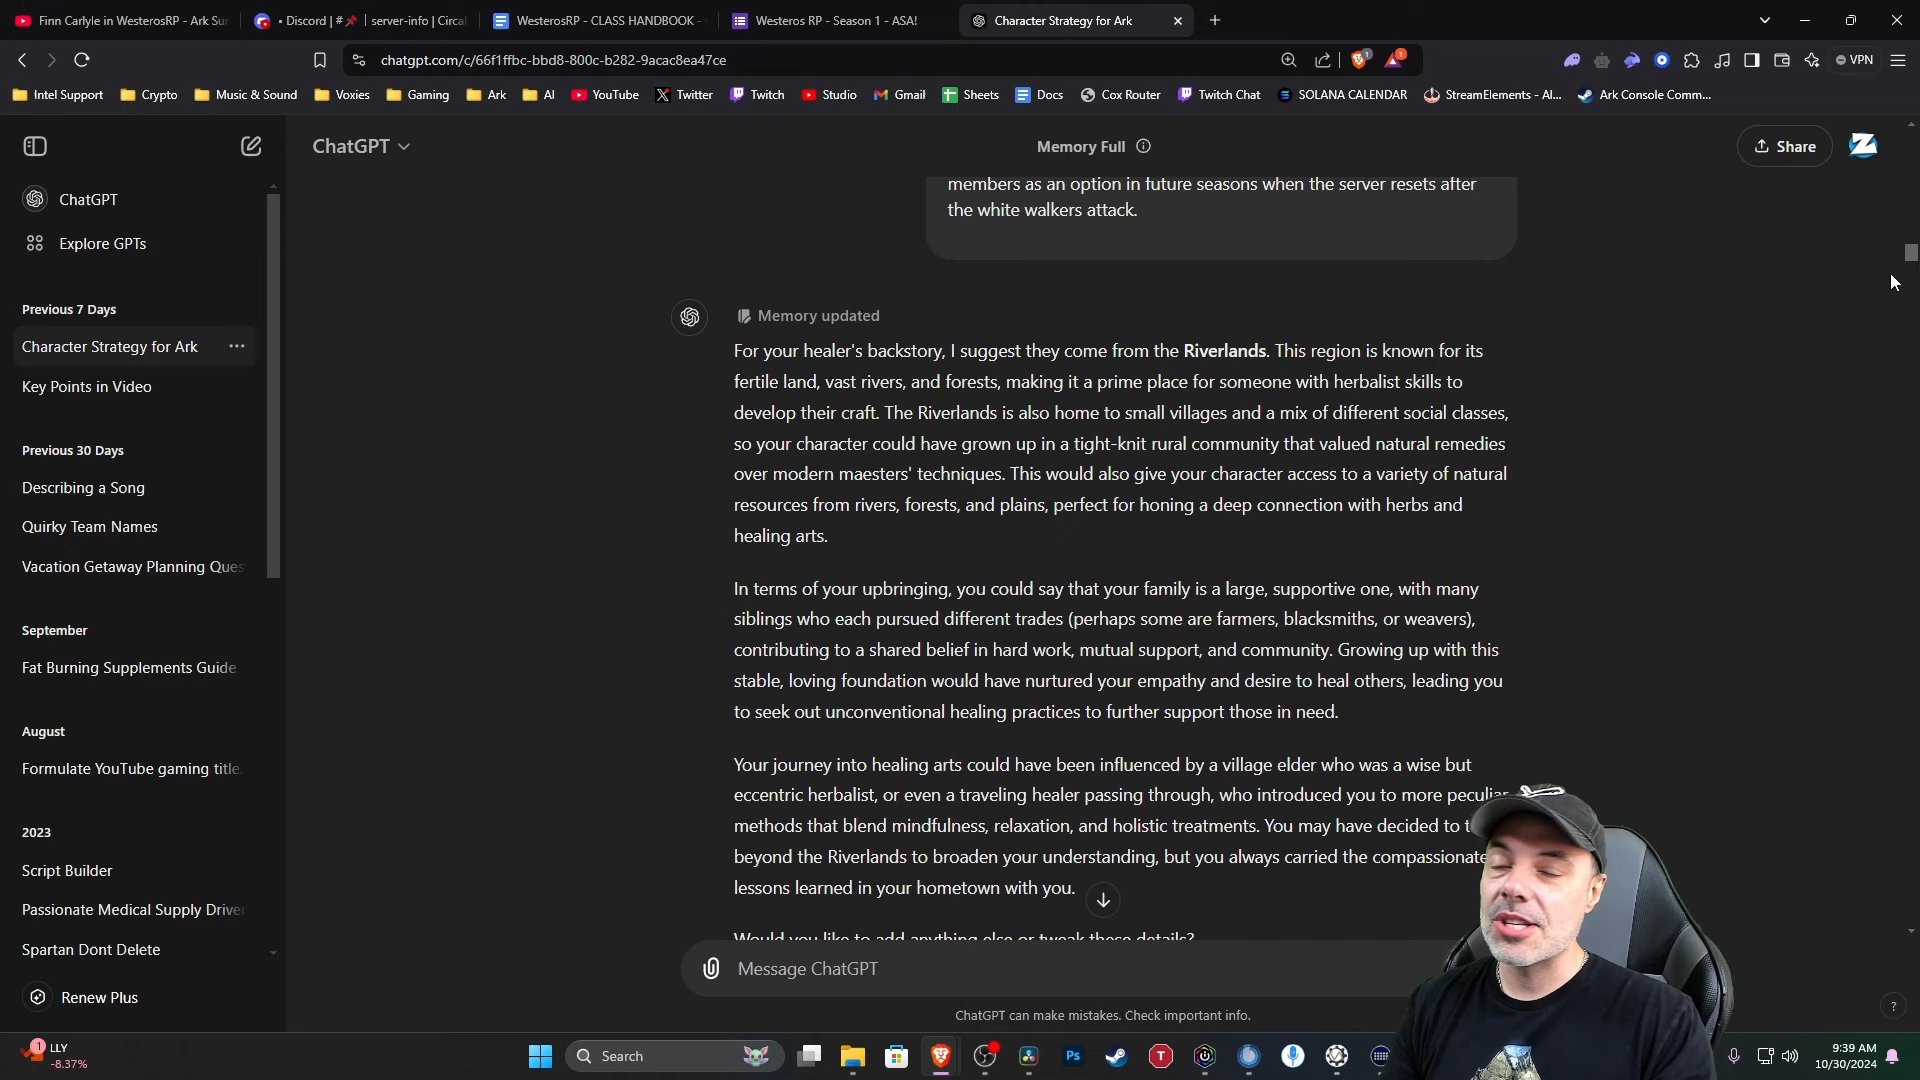 Finn Carlyle in WesterosRP - Ark Sur
• Discord | #📌 | server-info | Circa
WesterosRP - CLASS HANDBOOK -
Westeros RP - Season 1 - ASA!
Character Strategy for Ark
chatgpt.com/c/66f1ffbc-bbd8-800c-b282-9acac8ea47ce
1
1
VPN
Intel Support
Crypto
Music & Sound
Voxies
Gaming
Ark
AI
YouTube
Twitter
Twitch
Studio
Gmail
Sheets
Docs
Cox Router
Twitch Chat
SOLANA CALENDAR
StreamElements - Al...
Ark Console Comm...
ChatGPT
Memory Full
Share
ChatGPT
Explore GPTs
Previous 7 Days
Character Strategy for Ark
Key Points in Video
Previous 30 Days
Describing a Song
Quirky Team Names
Vacation Getaway Planning Ques
September
Fat Burning Supplements Guide
August
Formulate YouTube gaming title.
2023
Script Builder
Passionate Medical Supply Drive
Spartan Dont Delete
Renew Plus
members as an option in future seasons when the server resets after
the white walkers attack.
Memory updated
For your healer's backstory, I suggest they come from the Riverlands. This region is known for its
fertile land, vast rivers, and forests, making it a prime place for someone with herbalist skills to
develop their craft. The Riverlands is also home to small villages and a mix of different social classes,
so your character could have grown up in a tight-knit rural community that valued natural remedies
over modern maesters' techniques. This would also give your character access to a variety of natural
resources from rivers, forests, and plains, perfect for honing a deep connection with herbs and
healing arts.
In terms of your upbringing, you could say that your family is a large, supportive one, with many
siblings who each pursued different trades (perhaps some are farmers, blacksmiths, or weavers),
contributing to a shared belief in hard work, mutual support, and community. Growing up with this
stable, loving foundation would have nurtured your empathy and desire to heal others, leading you
to seek out unconventional healing practices to further support those in need.
Your journey into healing arts could have been influenced by a village elder who was a wise but
eccentric herbalist, or even a traveling healer passing through, who introduced you to more peculiar
methods that blend mindfulness, relaxation, and holistic treatments. You may have decided to
beyond the Riverlands to broaden your understanding, but you always carried the compassionate
lessons learned in your hometown with you.
Would you like to add anything else or tweak these details?
Message ChatGPT
ChatGPT can make mistakes. Check important info.
?
1
LLY
-8.37%
Search
Ps
T
9:39 AM
10/30/2024